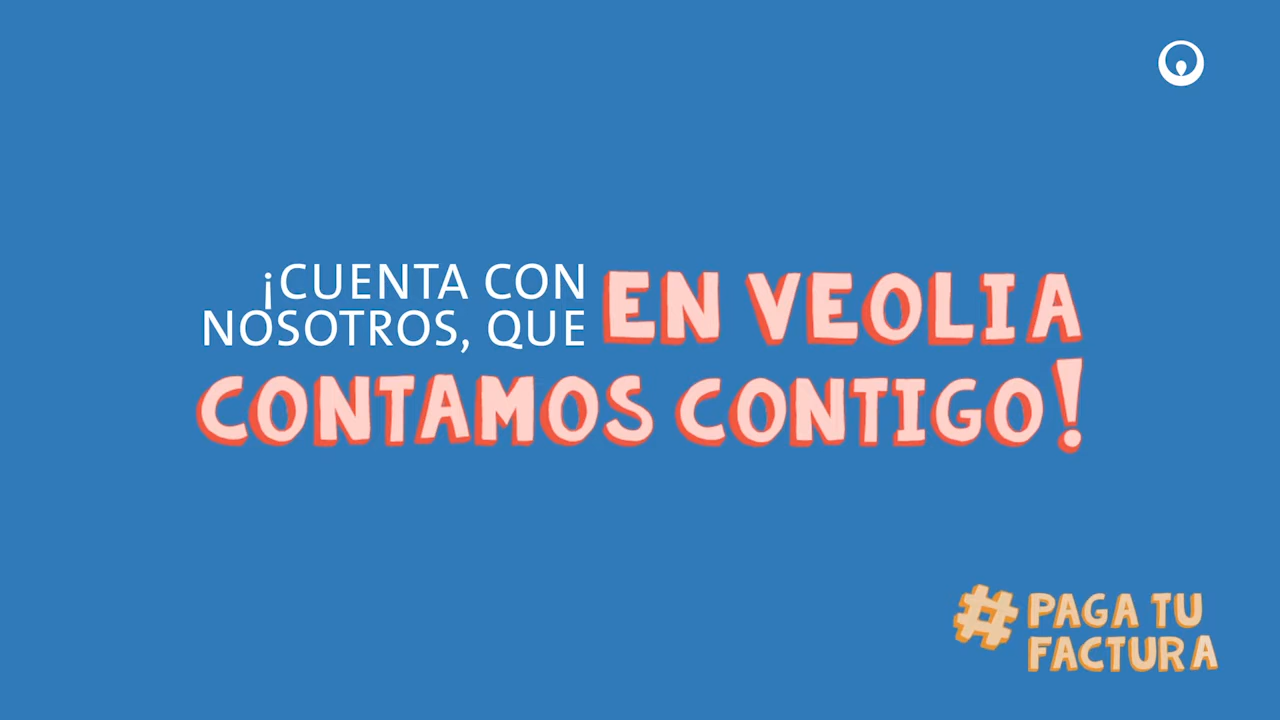 ¡CUENTA CON
NOSOTROS, QUE EN VEOLIA
CONTAMOS CONTIGO!
#PAGA TU
FACTURA